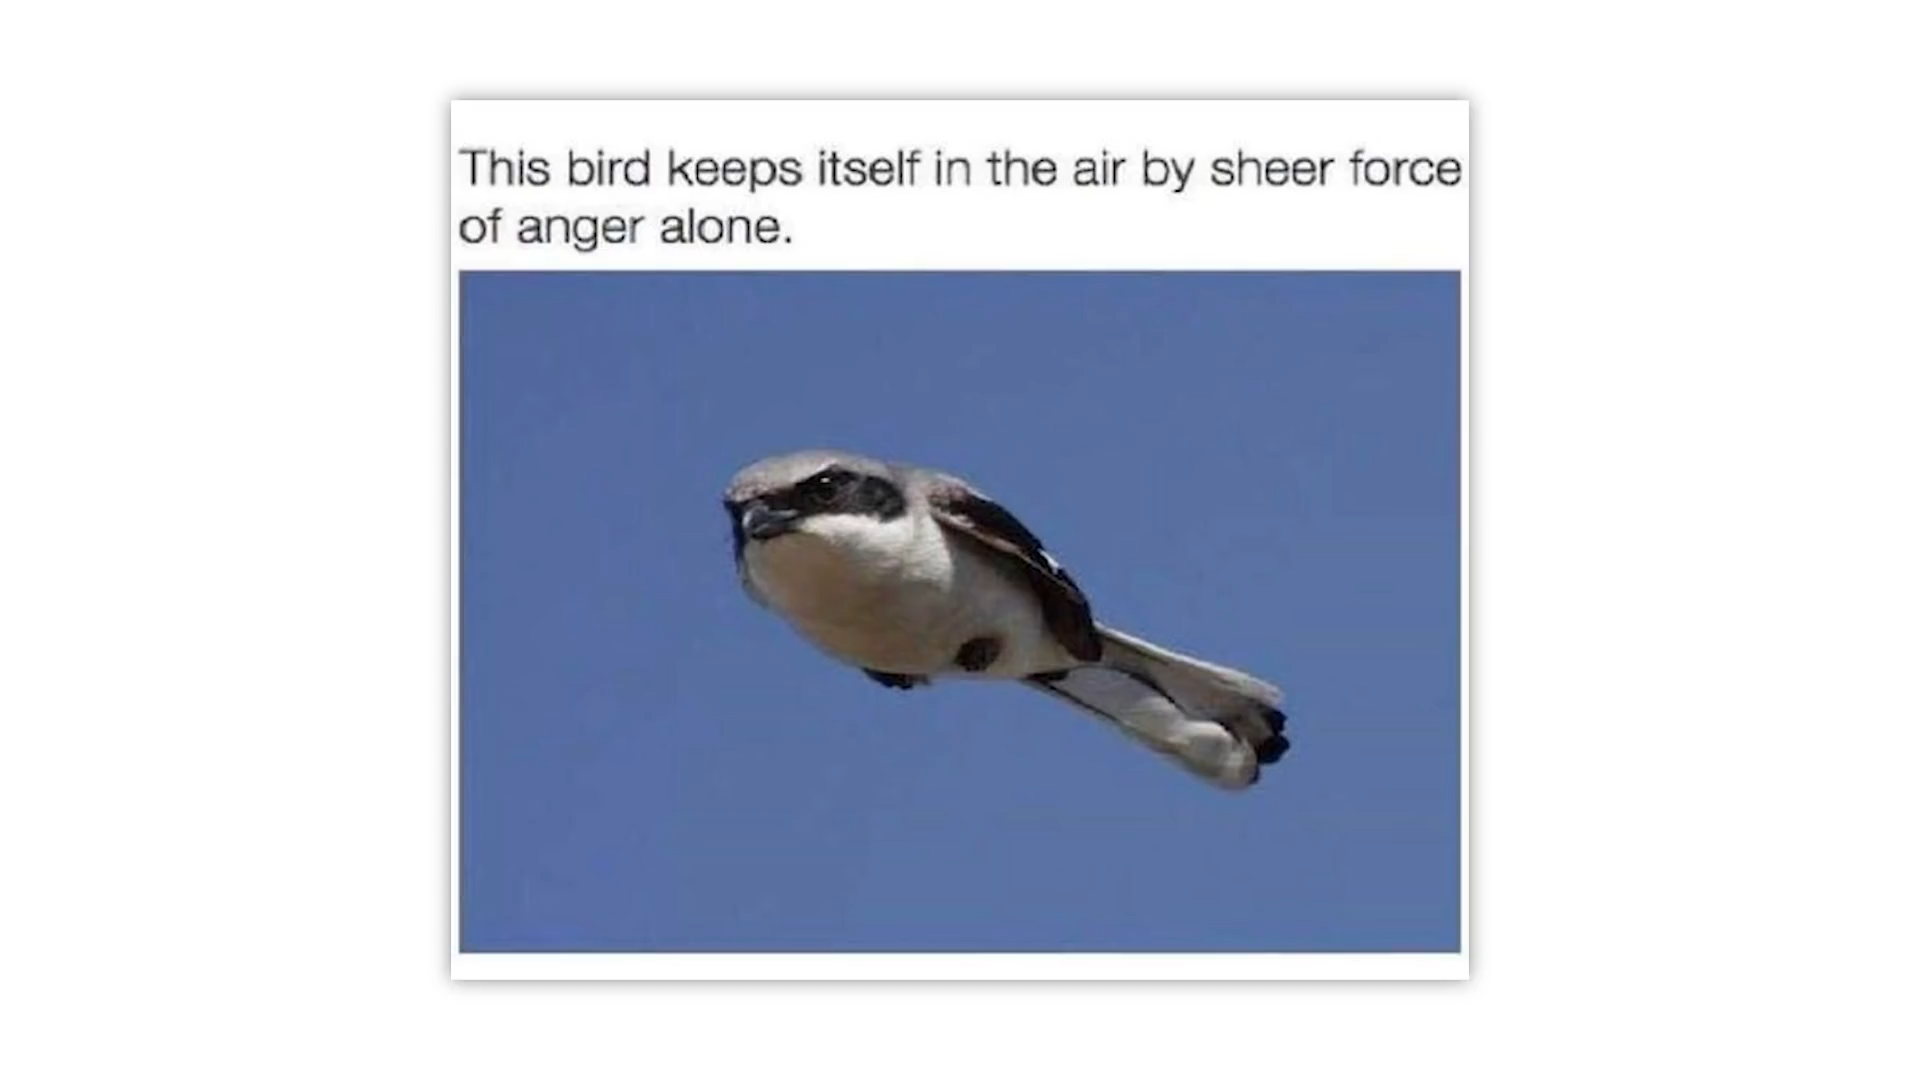 This bird keeps itself in the air by sheer force
of anger alone.